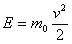 E = m₀ v²/2